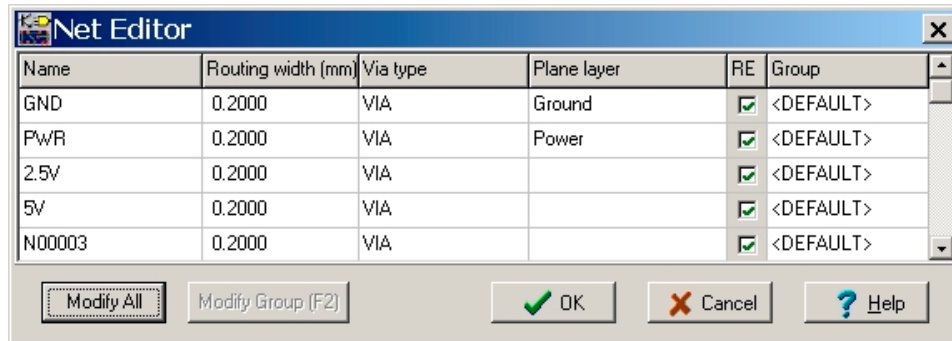 Net Editor
Name Routing width (mm) Via type Plane layer RE Group
GND 0.2000 VIA Ground <DEFAULT>
PWR 0.2000 VIA Power <DEFAULT>
2.5V 0.2000 VIA <DEFAULT>
5V 0.2000 VIA <DEFAULT>
N00003 0.2000 VIA <DEFAULT>
Modify All Modify Group (F2) OK Cancel ? Help